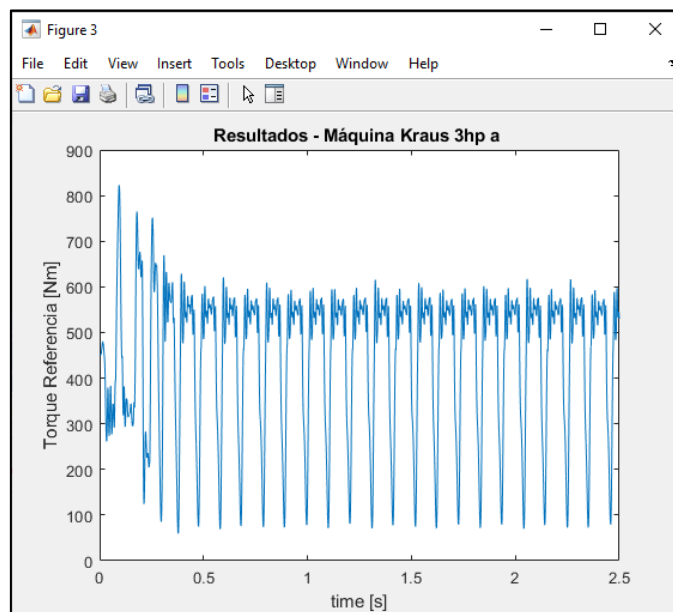 Figure 3
File Edit View Insert Tools Desktop Window Help
Resultados - Máquina Kraus 3hp a
900
800
700
600
500
400
300
200
100
0
Torque Referencia [Nm]
0 0.5 1 1.5 2 2.5
time [s]